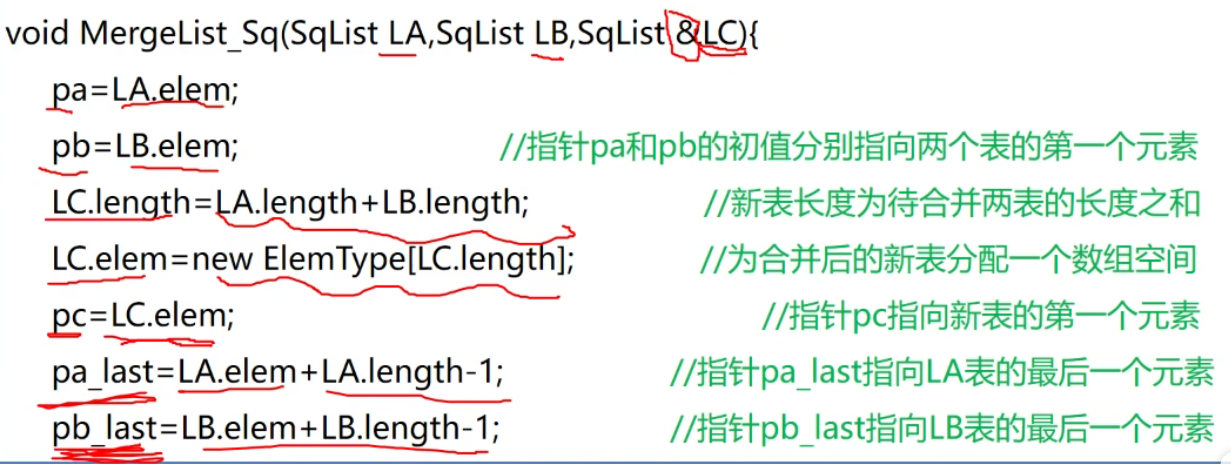 void MergeList_Sq(SqList LA,SqList LB,SqList &LC){
pa=LA.elem;
pb=LB.elem; //指针pa和pb的初值分别指向两个表的第一个元素
LC.length=LA.length+LB.length; //新表长度为待合并两表的长度之和
LC.elem=new ElemType[LC.length]; //为合并后的新表分配一个数组空间
pc=LC.elem; //指针pc指向新表的第一个元素
pa_last=LA.elem+LA.length-1; //指针pa_last指向LA表的最后一个元素
pb_last=LB.elem+LB.length-1; //指针pb_last指向LB表的最后一个元素